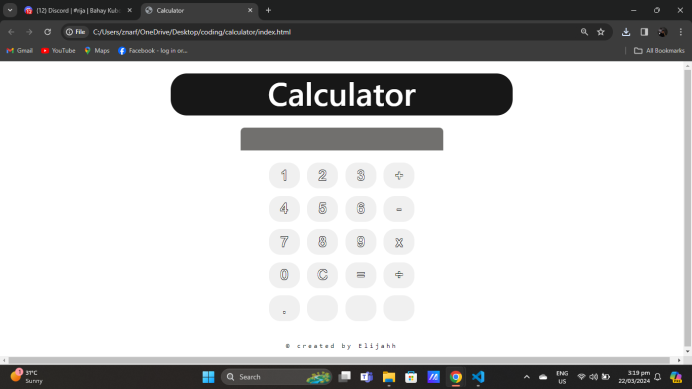 (12) Discord | #rija | Bahay Kubo
Calculator
File
C:/Users/znarf/OneDrive/Desktop/coding/calculator/index.html
Gmail
YouTube
Maps
Facebook - log in or...
All Bookmarks
Calculator
1 2 3 +
4 5 6 -
7 8 9 x
0 C = ÷
.
© created by Elijahh
31°C
Sunny
Search
ENG
US
3:19 pm
22/03/2024